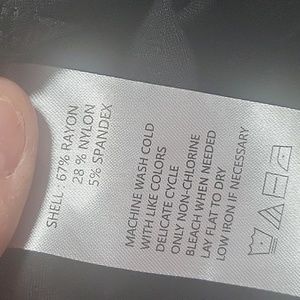 SHELL : 67% RAYON
28 % NYLON
5% SPANDEX
MACHINE WASH COLD
WITH LIKE COLORS
DELICATE CYCLE
ONLY NON-CHLORINE
BLEACH WHEN NEEDED
LAY FLAT TO DRY
LOW IRON IF NECESSARY